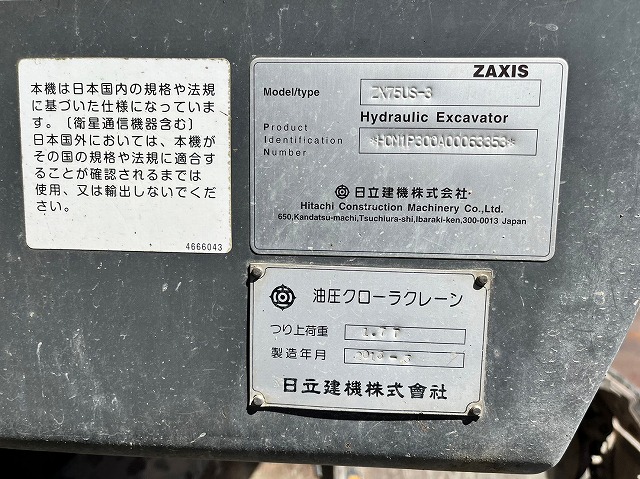 本機は日本国内の規格や法規
に基づいた仕様になっていま
す。〔衛星通信機器含む〕
日本国外においては、本機が
その国の規格や法規に適合す
ることが確認されるまでは
使用、又は輸出しないでくだ
さい。
4666043
ZAXIS
Model/type ZX75US-3
Hydraulic Excavator
Product
Identification
Number
*HCM1P300A00063353*
日立建機株式会社
Hitachi Construction Machinery Co.,Ltd.
650,Kandatsu-machi,Tsuchiura-shi,Ibaraki-ken,300-0013 Japan
油圧クローラクレーン
つり上荷重 1.7T
製造年月
日立建機株式會社